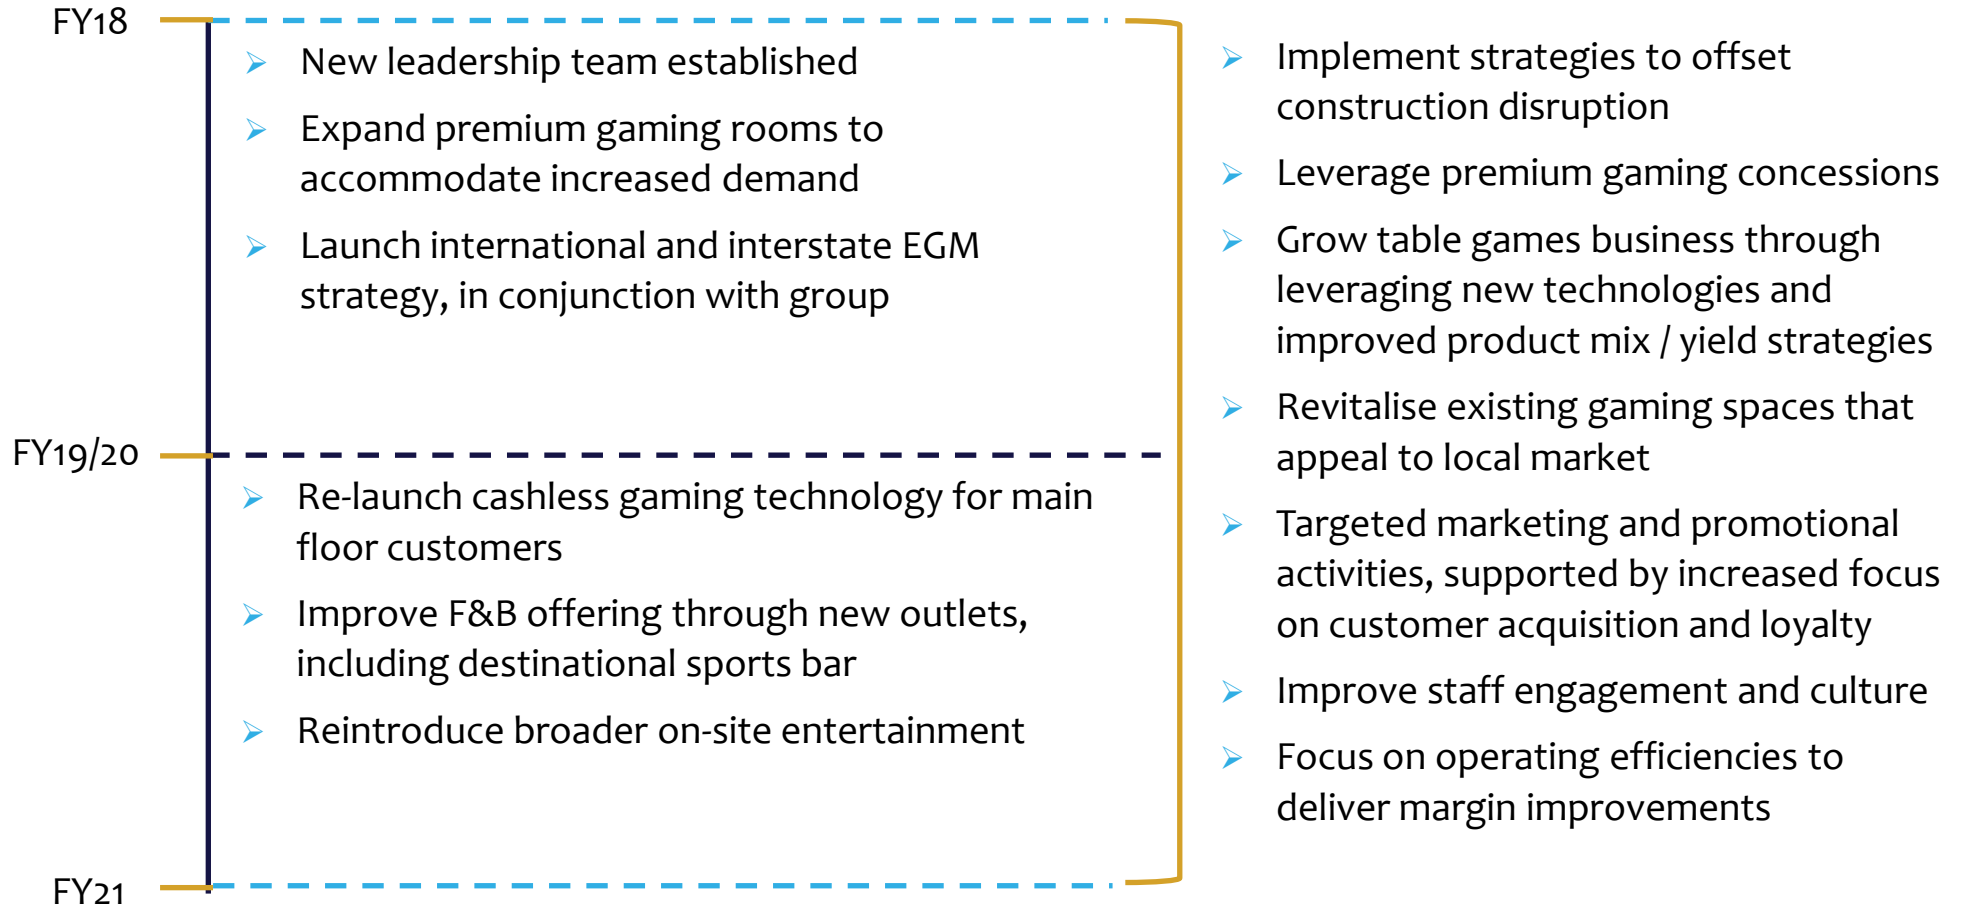 FY18
New leadership team established
Expand premium gaming rooms to
accommodate increased demand
Launch international and interstate EGM
strategy, in conjunction with group
FY19/20
Re-launch cashless gaming technology for main
floor customers
Improve F&B offering through new outlets,
including destinational sports bar
Reintroduce broader on-site entertainment
FY21
Implement strategies to offset
construction disruption
Leverage premium gaming concessions
Grow table games business through
leveraging new technologies and
improved product mix / yield strategies
Revitalise existing gaming spaces that
appeal to local market
Targeted marketing and promotional
activities, supported by increased focus
on customer acquisition and loyalty
Improve staff engagement and culture
Focus on operating efficiencies to
deliver margin improvements